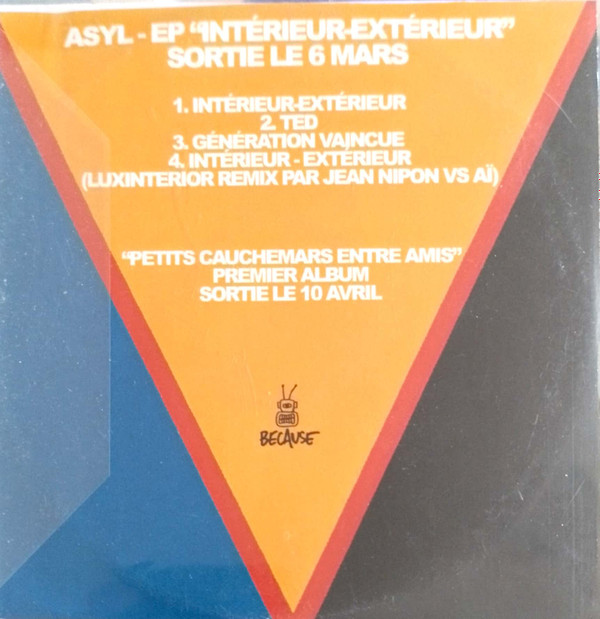 ASYL - EP "INTÉRIEUR-EXTÉRIEUR"
SORTIE LE 6 MARS
1. INTÉRIEUR-EXTÉRIEUR
2. TED
3. GÉNÉRATION VAINCUE
4. INTÉRIEUR - EXTÉRIEUR
(LUXINTERIOR REMIX PAR JEAN NIPON VS AÏ)
"PETITS CAUCHEMARS ENTRE AMIS"
PREMIER ALBUM
SORTIE LE 10 AVRIL
BECAUSE